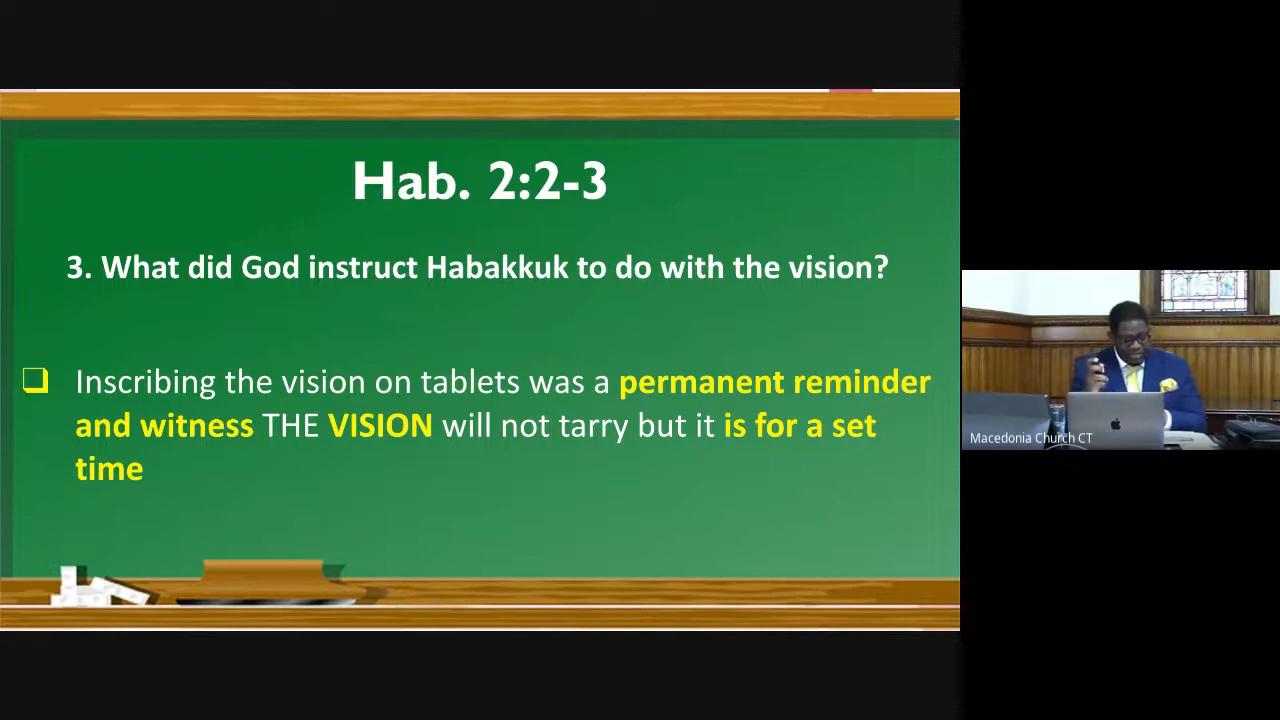 Hab. 2:2-3
3. What did God instruct Habakkuk to do with the vision?
Inscribing the vision on tablets was a permanent reminder
and witness THE VISION will not tarry but it is for a set
time
Macedonia Church CT